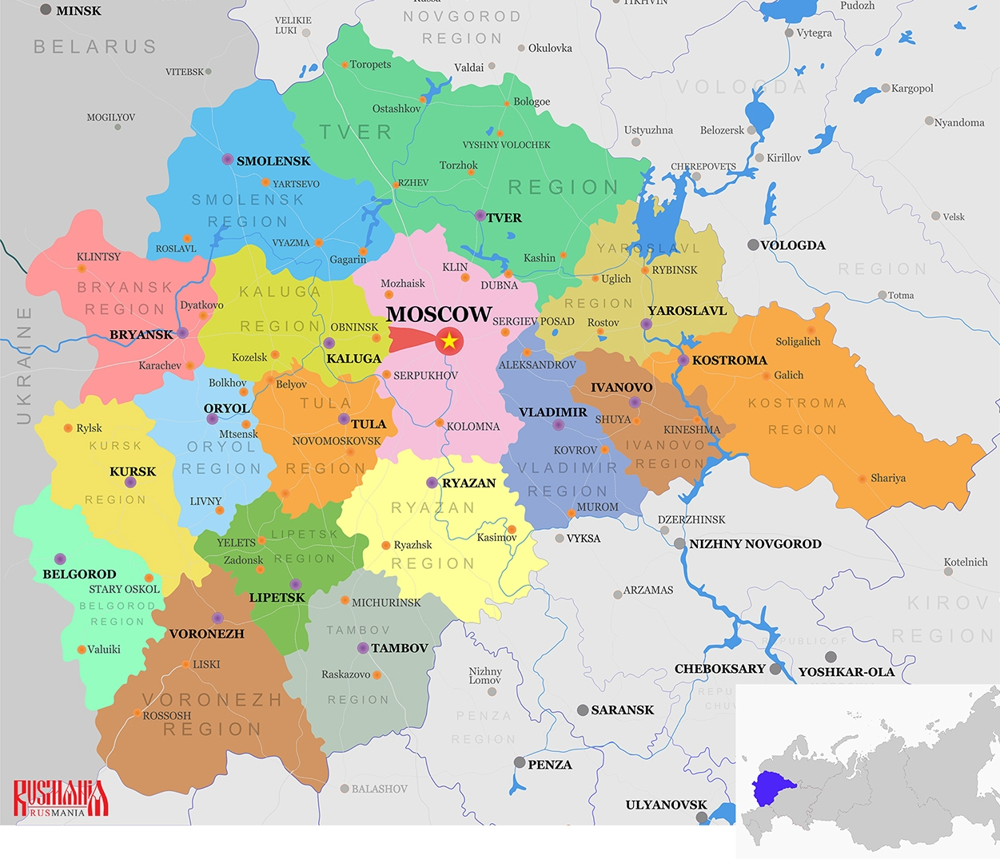 Kassa
TIKHVIN
Pudozh
MINSK
NOVGOROD
REGION
VELIKIE
LUKI
Vytegra
BELARUS
Okulovka
Valdai
Toropets
VITEBSK
VOLOGDA
Kargopol
Ostashkov
Bologoe
MOGILYOV
TVER
Ustyuzhna
Belozersk
Nyandoma
VYSHNY VOLOCHEK
SMOLENSK
Torzhok
Kirillov
CHEREPOVETS
YARTSEVO
RZHEV
REGION
SMOLENSK
REGION
TVER
Velsk
VYAZMA
ROSLAVL
Gagarin
Kashin
YAROSLAVL
VOLOGDA
KLINTSY
KLIN
DUBNA
Uglich
RYBINSK
REGION
BRYANSK
REGION
Mozhaisk
KALUGA
REGION
Totma
Dyatkovo
MOSCOW
REGION
YAROSLAVL
UKRAINE
BRYANSK
OBNINSK
SERGIEV POSAD
Rostov
Soligalich
Kozelsk
KALUGA
ALEKSANDROV
KOSTROMA
Karachev
SERPUKHOV
Galich
Bolkhov
Belyov
IVANOVO
KOSTROMA
REGION
ORYOL
TULA
TULA
VLADIMIR
SHUYA
Rylsk
Mtsensk
KOLOMNA
KINESHMA
KURSK
ORYOL
REGION
NOVOMOSKOVSK
REGION
KOVROV
IVANOVO
REGION
KURSK
REGION
VLADIMIR
REGION
RYAZAN
Shariya
LIVNY
RYAZAN
MUROM
DZERZHINSK
YELETS
LIPETSK
REGION
Kasimov
VYKSA
NIZHNY NOVGOROD
Ryazhsk
REGION
Zadonsk
Kotelnich
BELGOROD
STARY OSKOL
LIPETSK
MICHURINSK
ARZAMAS
KIROV
REGION
BELGOROD
REGION
VORONEZH
TAMBOV
TAMBOV
REPUBLIC OF
Valuiki
LISKI
Raskazovo
Nizhny
Lomov
CHEBOKSARY
YOSHKAR-OLA
VORONEZH
REGION
REGION
ROSSOSH
SARANSK
PENZA
REGION
PENZA
BALASHOV
ULYANOVSK
RUSMANIA
RUSMANIA